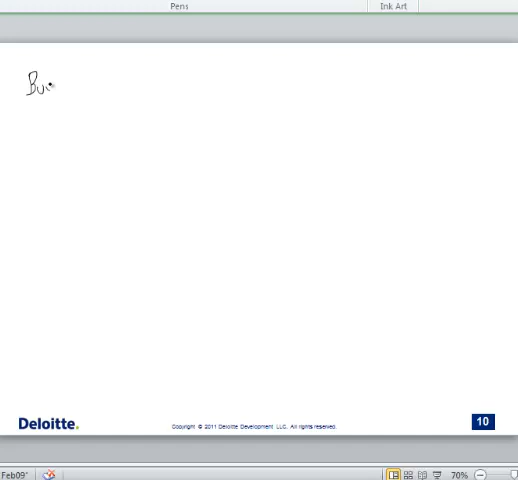 Pens
Ink Art
Deloitte.
Copyright © 2011 Deloitte Development LLC. All rights reserved.
10
Feb09"
70%